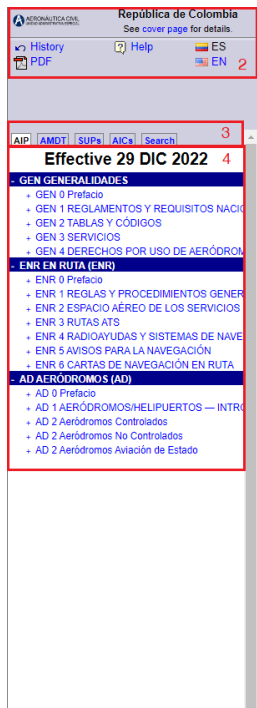 AERONÁUTICA CIVIL
República de Colombia
See cover page for details.
History
Help
ES
PDF
EN
2
3
AIP AMDT SUPs AICs Search
Effective 29 DIC 2022
4
- GEN GENERALIDADES
+ GEN 0 Prefacio
+ GEN 1 REGLAMENTOS Y REQUISITOS NACIO
+ GEN 2 TABLAS Y CÓDIGOS
+ GEN 3 SERVICIOS
+ GEN 4 DERECHOS POR USO DE AERÓDROM
- ENR EN RUTA (ENR)
+ ENR 0 Prefacio
+ ENR 1 REGLAS Y PROCEDIMIENTOS GENER
+ ENR 2 ESPACIO AÉREO DE LOS SERVICIOS
+ ENR 3 RUTAS ATS
+ ENR 4 RADIOAYUDAS Y SISTEMAS DE NAVE
+ ENR 5 AVISOS PARA LA NAVEGACIÓN
+ ENR 6 CARTAS DE NAVEGACIÓN EN RUTA
- AD AERÓDROMOS (AD)
+ AD 0 Prefacio
+ AD 1 AERÓDROMOS/HELIPUERTOS — INTRO
+ AD 2 Aeródromos Controlados
+ AD 2 Aeródromos No Controlados
+ AD 2 Aeródromos Aviación de Estado